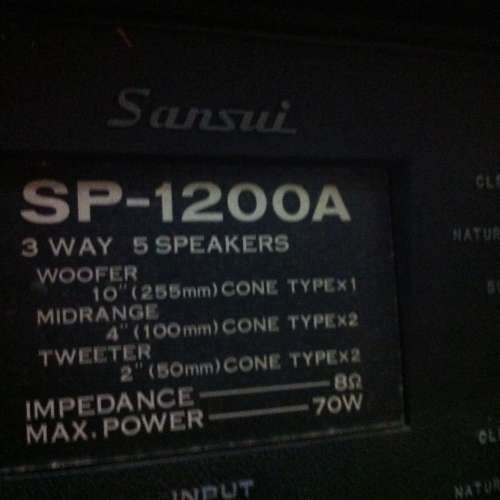 Sansui
SP-1200A
3 WAY 5 SPEAKERS
WOOFER
10" (255mm) CONE TYPE×1
MIDRANGE
4" (100mm) CONE TYPE×2
TWEETER
2" (50mm) CONE TYPE×2
IMPEDANCE 8Ω
MAX. POWER 70W
INPUT